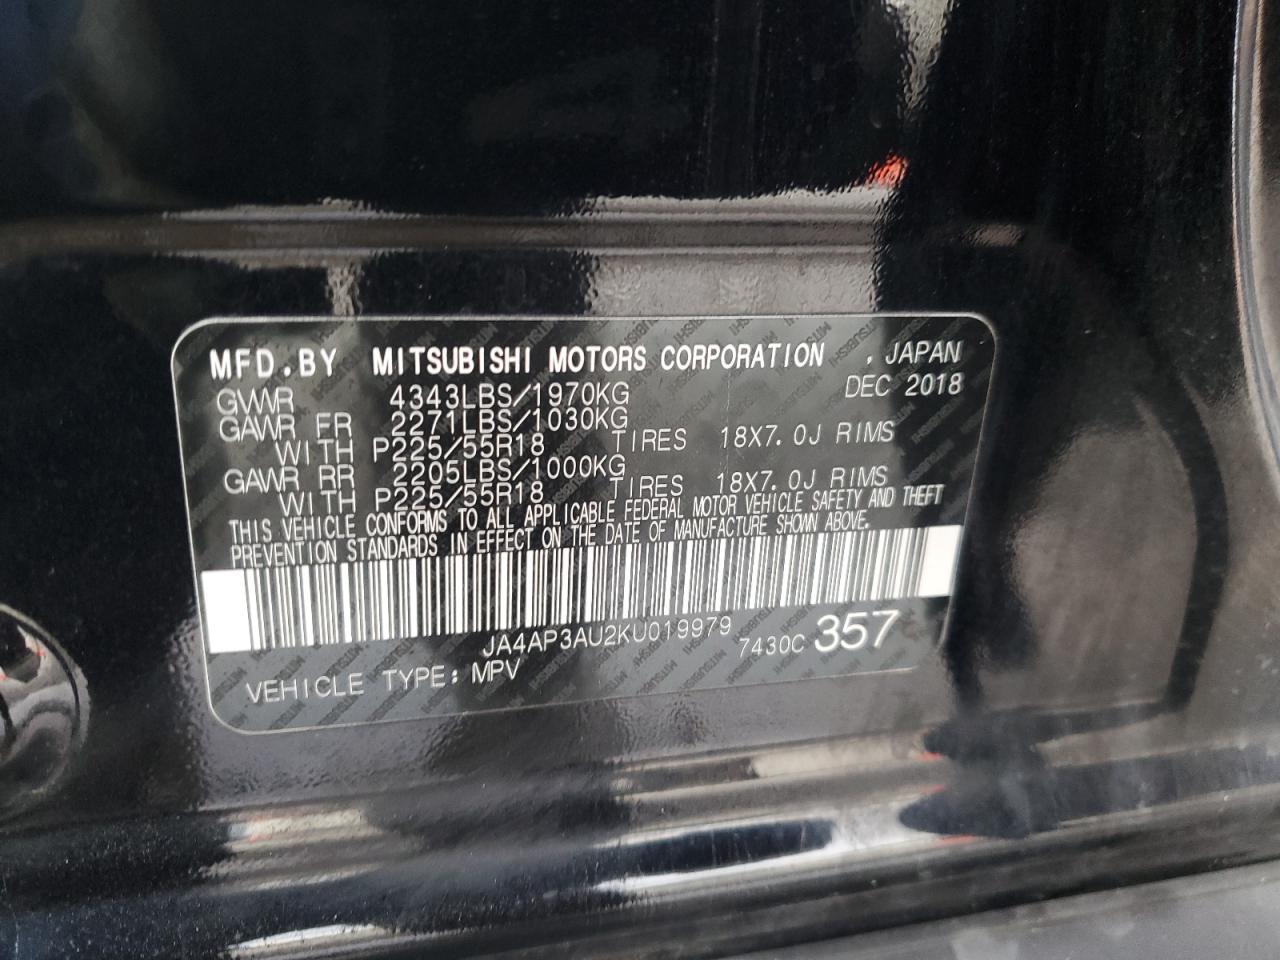 MFD.BY MITSUBISHI MOTORS CORPORATION , JAPAN
GVWR 4343LBS/1970KG DEC 2018
GAWR FR 2271LBS/1030KG
WITH P225/55R18 TIRES 18X7.0J RIMS
GAWR RR 2205LBS/1000KG
WITH P225/55R18 TIRES 18X7.0J RIMS
THIS VEHICLE CONFORMS TO ALL APPLICABLE FEDERAL MOTOR VEHICLE SAFETY AND THEFT
PREVENTION STANDARDS IN EFFECT ON THE DATE OF MANUFACTURE SHOWN ABOVE.
JA4AP3AU2KU019979 7430C 357
VEHICLE TYPE: MPV